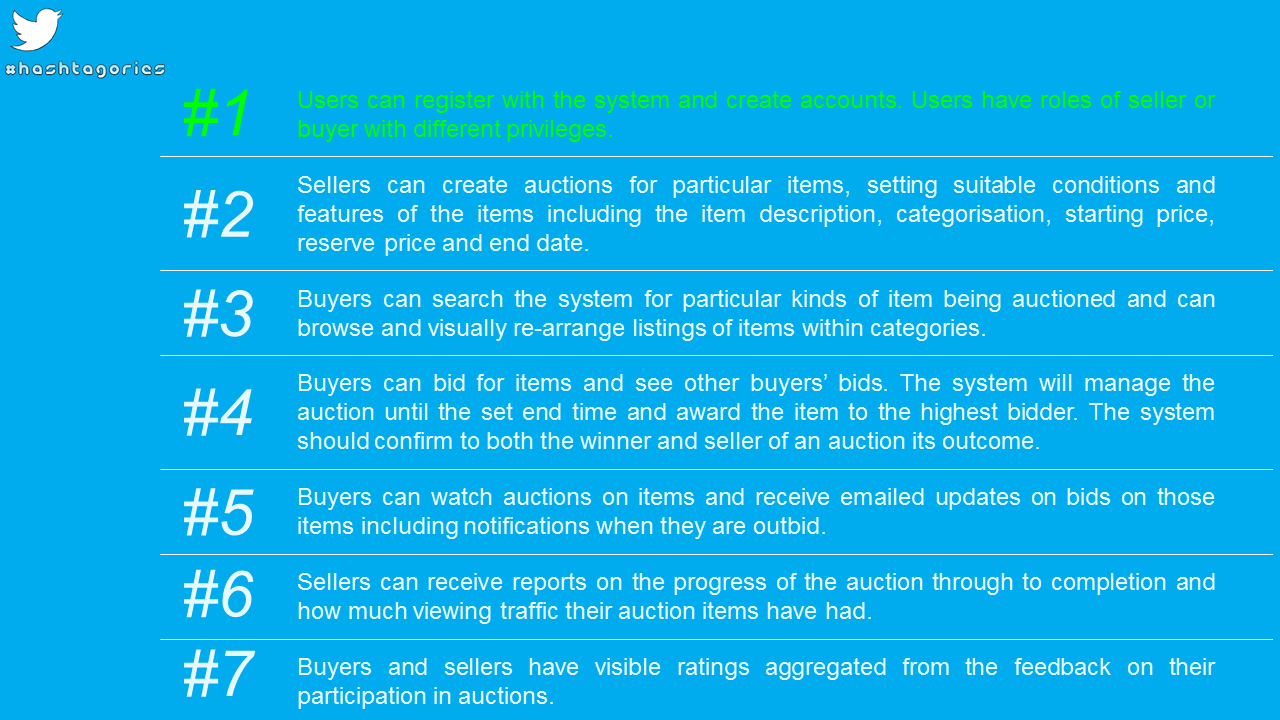 #hashtagories
#1
Users can register with the system and create accounts. Users have roles of seller or
buyer with different privileges.
#2
Sellers can create auctions for particular items, setting suitable conditions and
features of the items including the item description, categorisation, starting price,
reserve price and end date.
#3
Buyers can search the system for particular kinds of item being auctioned and can
browse and visually re-arrange listings of items within categories.
#4
Buyers can bid for items and see other buyers’ bids. The system will manage the
auction until the set end time and award the item to the highest bidder. The system
should confirm to both the winner and seller of an auction its outcome.
#5
Buyers can watch auctions on items and receive emailed updates on bids on those
items including notifications when they are outbid.
#6
Sellers can receive reports on the progress of the auction through to completion and
how much viewing traffic their auction items have had.
#7
Buyers and sellers have visible ratings aggregated from the feedback on their
participation in auctions.